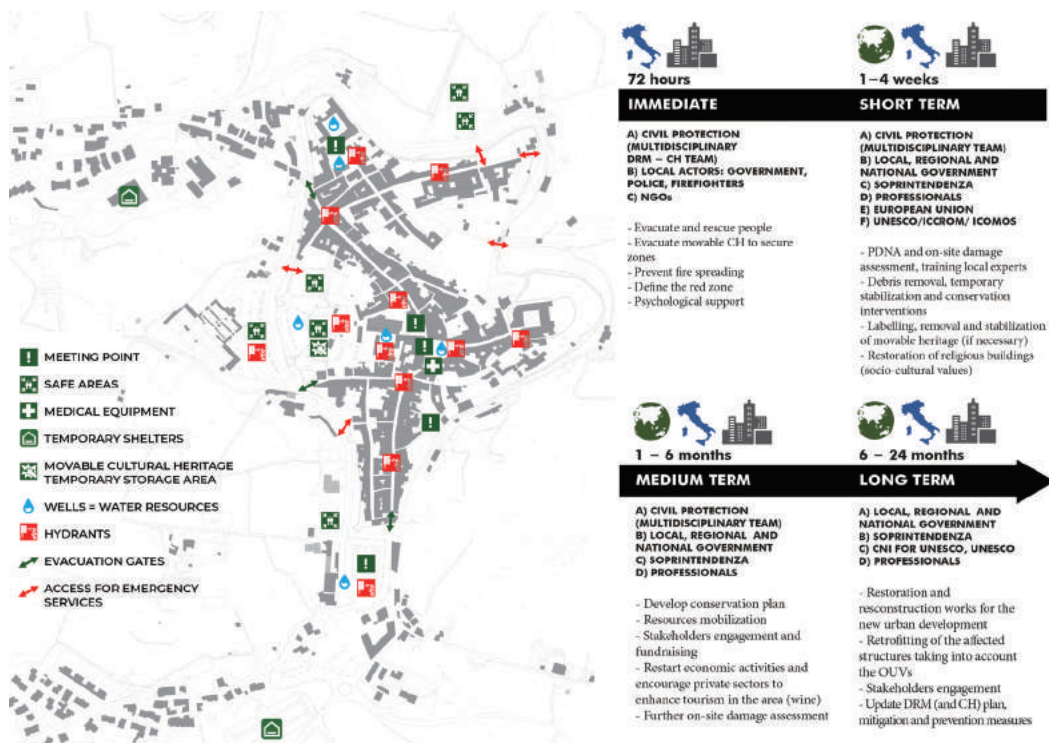 MEETING POINT
SAFE AREAS
MEDICAL EQUIPMENT
TEMPORARY SHELTERS
MOVABLE CULTURAL HERITAGE
TEMPORARY STORAGE AREA
WELLS = WATER RESOURCES
HYDRANTS
EVACUATION GATES
ACCESS FOR EMERGENCY
SERVICES
72 hours
IMMEDIATE
A) CIVIL PROTECTION
(MULTIDISCIPLINARY
DRM – CH TEAM)
B) LOCAL ACTORS: GOVERNMENT,
POLICE, FIREFIGHTERS
C) NGOs
- Evacuate and rescue people
- Evacuate movable CH to secure
zones
- Prevent fire spreading
- Define the red zone
- Psychological support
1–4 weeks
SHORT TERM
A) CIVIL PROTECTION
(MULTIDISCIPLINARY TEAM)
B) LOCAL, REGIONAL AND
NATIONAL GOVERNMENT
C) SOPRINTENDENZA
D) PROFESSIONALS
E) EUROPEAN UNION
F) UNESCO/ICCROM/ ICOMOS
- PDNA and on-site damage
assessment, training local experts
- Debris removal, temporary
stabilization and conservation
interventions
- Labelling, removal and stabilization
of movable heritage (if necessary)
- Restoration of religious buildings
(socio-cultural values)
1 – 6 months
MEDIUM TERM
A) CIVIL PROTECTION
(MULTIDISCIPLINARY TEAM)
B) LOCAL, REGIONAL AND
NATIONAL GOVERNMENT
C) SOPRINTENDENZA
D) PROFESSIONALS
- Develop conservation plan
- Resources mobilization
- Stakeholders engagement and
fundraising
- Restart economic activities and
encourage private sectors to
enhance tourism in the area (wine)
- Further on-site damage assessment
6 – 24 months
LONG TERM
A) LOCAL, REGIONAL AND
NATIONAL GOVERNMENT
B) SOPRINTENDENZA
C) CNI FOR UNESCO, UNESCO
D) PROFESSIONALS
- Restoration and
resconstruction works for the
new urban development
- Retrofitting of the affected
structures taking into account
the OUVs
- Stakeholders engagement
- Update DRM (and CH) plan,
mitigation and prevention measures